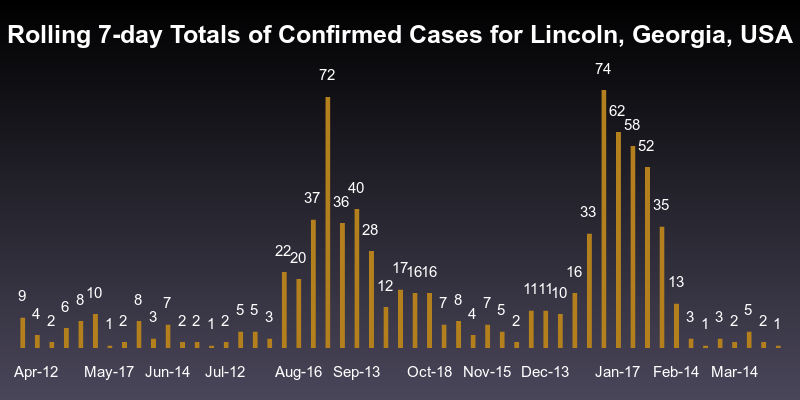 Rolling 7-day Totals of Confirmed Cases for Lincoln, Georgia, USA
9 4 2 6 8 10 1 2 8 3 7 2 2 1 2 5 5 3 22 20 37 72 36 40 28 12 17 16 16 7 8 4 7 5 2 11 11 10 16 33 74 62 58 52 35 13 3 1 3 2 5 2 1
Apr-12 May-17 Jun-14 Jul-12 Aug-16 Sep-13 Oct-18 Nov-15 Dec-13 Jan-17 Feb-14 Mar-14